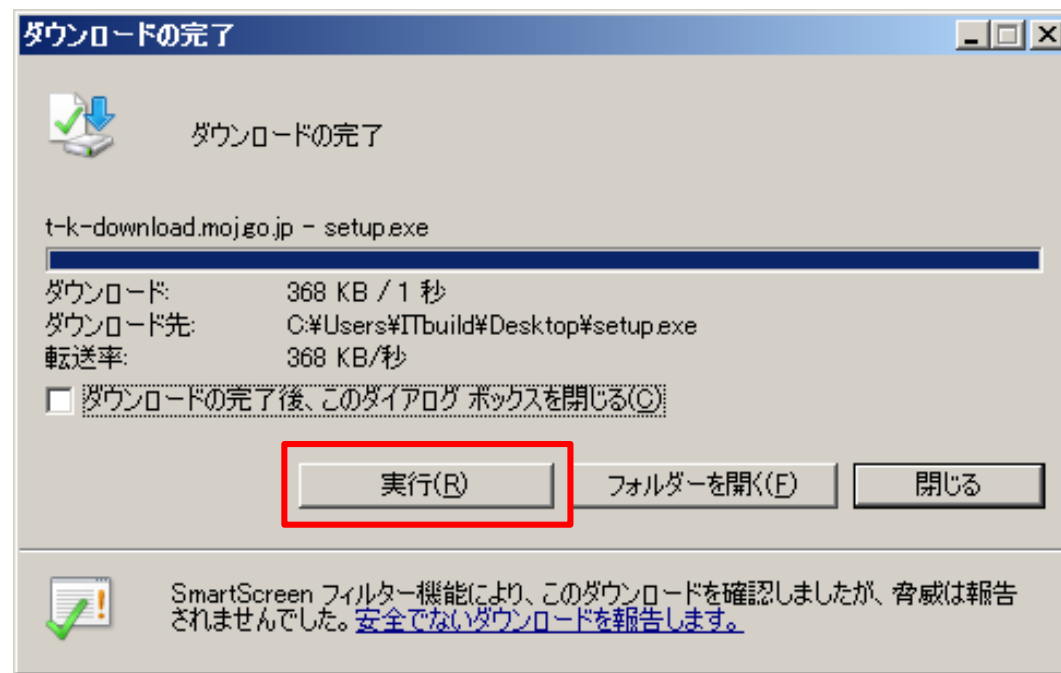 ダウンロードの完了
ダウンロードの完了
t-k-download.moj.go.jp - setup.exe
ダウンロード: 368 KB / 1 秒
ダウンロード先: C:¥Users¥ITbuild¥Desktop¥setup.exe
転送率: 368 KB/秒
ダウンロードの完了後、このダイアログ ボックスを閉じる(C)
実行(R) フォルダーを開く(F) 閉じる
SmartScreen フィルター機能により、このダウンロードを確認しましたが、脅威は報告
されませんでした。安全でないダウンロードを報告します。